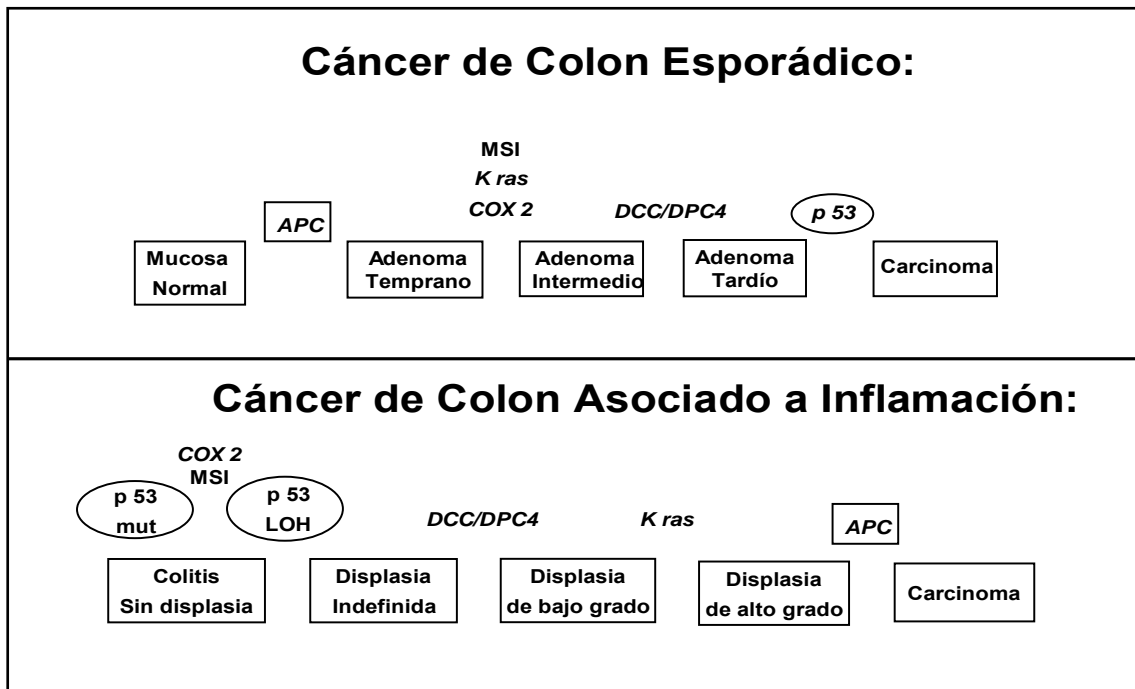 Cáncer de Colon Esporádico:
MSI
K ras
COX 2
DCC/DPC4
p 53
APC
Mucosa
Normal
Adenoma
Temprano
Adenoma
Intermedio
Adenoma
Tardío
Carcinoma
Cáncer de Colon Asociado a Inflamación:
COX 2
MSI
p 53
mut
p 53
LOH
DCC/DPC4
K ras
APC
Colitis
Sin displasia
Displasia
Indefinida
Displasia
de bajo grado
Displasia
de alto grado
Carcinoma